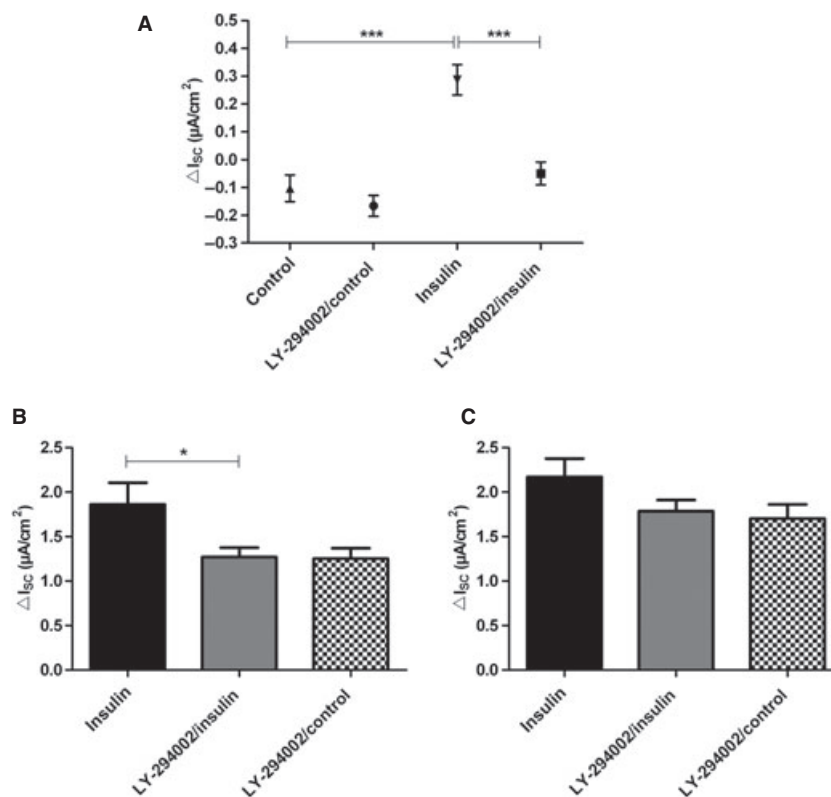 A
0.5
0.4
0.3
0.2
0.1
0.0
–0.1
–0.2
–0.3
△ISC (µA/cm²)
***
***
Control
LY-294002/control
Insulin
LY-294002/insulin
B
2.5
2.0
1.5
1.0
0.5
0.0
△ISC (µA/cm²)
*
Insulin
LY-294002/insulin
LY-294002/control
C
2.5
2.0
1.5
1.0
0.5
0.0
△ISC (µA/cm²)
Insulin
LY-294002/insulin
LY-294002/control